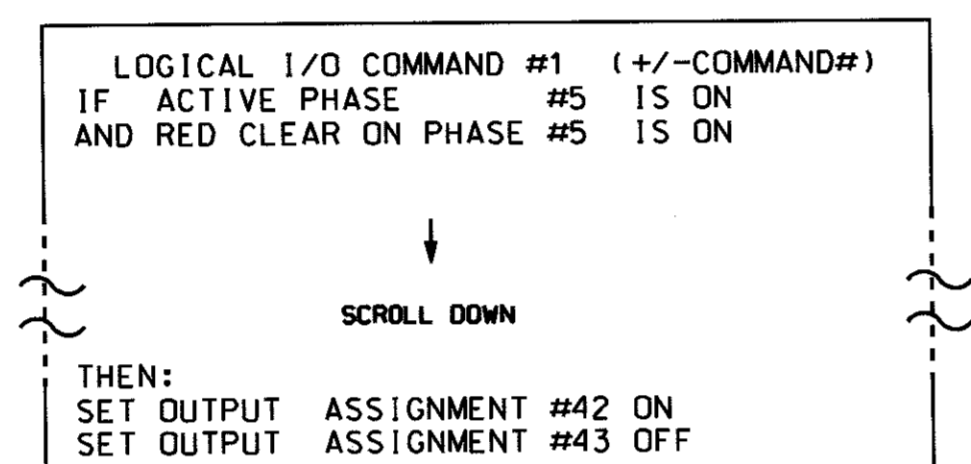 LOGICAL I/O COMMAND #1 (+/-COMMAND#)
IF ACTIVE PHASE #5 IS ON
AND RED CLEAR ON PHASE #5 IS ON
SCROLL DOWN
THEN:
SET OUTPUT ASSIGNMENT #42 ON
SET OUTPUT ASSIGNMENT #43 OFF